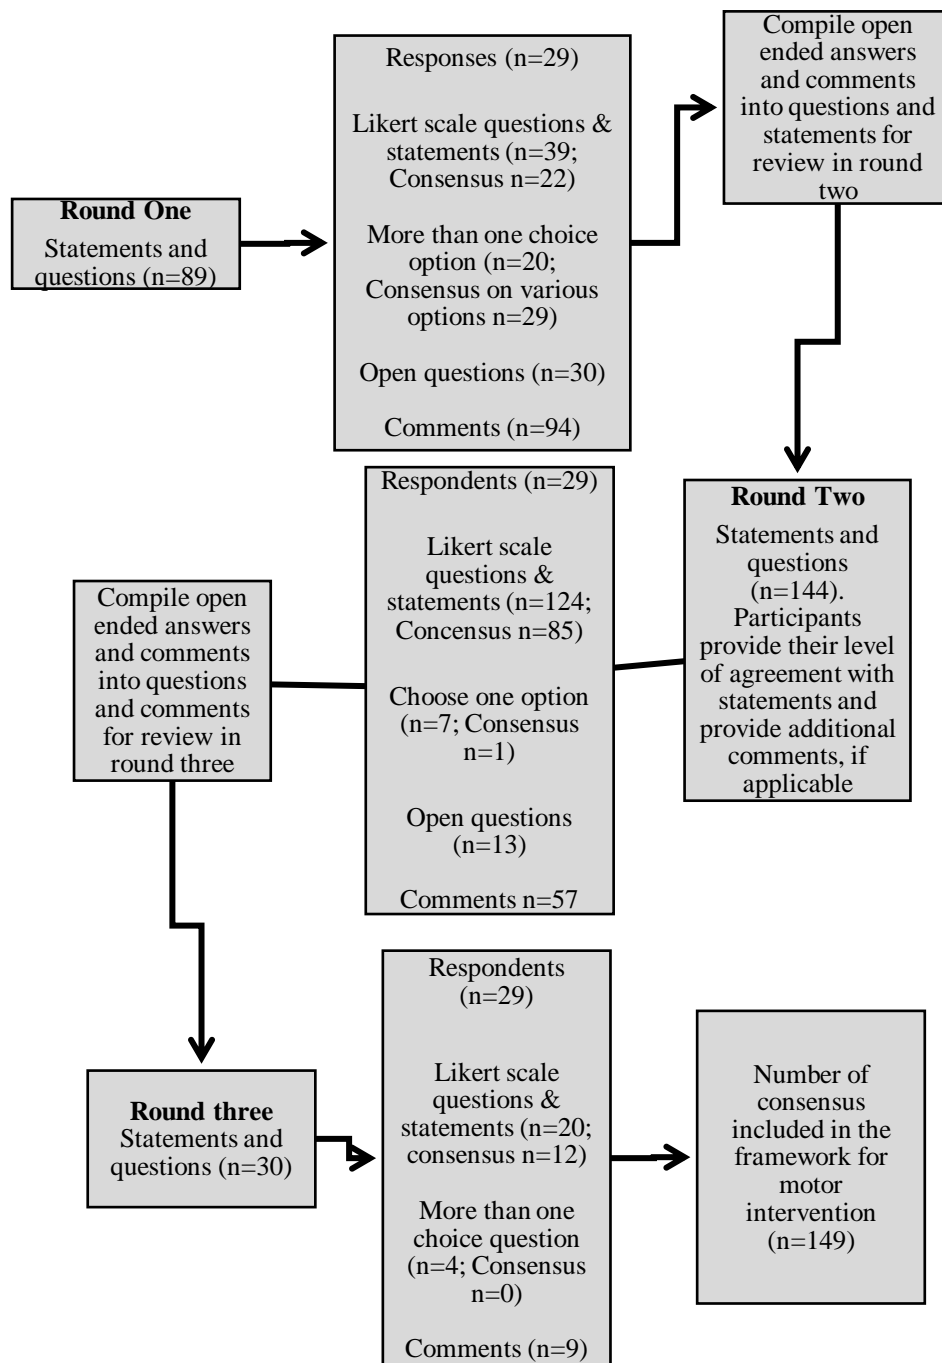 Round One
Statements and
questions (n=89)
Responses (n=29)
Likert scale questions &
statements (n=39;
Consensus n=22)
More than one choice
option (n=20;
Consensus on various
options n=29)
Open questions (n=30)
Comments (n=94)
Compile open
ended answers
and comments
into questions and
statements for
review in round
two
Round Two
Statements and
questions
(n=144).
Participants
provide their level
of agreement with
statements and
provide additional
comments, if
applicable
Respondents (n=29)
Likert scale
questions &
statements (n=124;
Concensus n=85)
Choose one option
(n=7; Consensus
n=1)
Open questions
(n=13)
Comments n=57
Compile open
ended answers
and comments
into questions
and comments
for review in
round three
Round three
Statements and
questions (n=30)
Respondents
(n=29)
Likert scale
questions &
statements (n=20;
consensus n=12)
More than one
choice question
(n=4; Consensus
n=0)
Comments (n=9)
Number of
consensus
included in the
framework for
motor
intervention
(n=149)